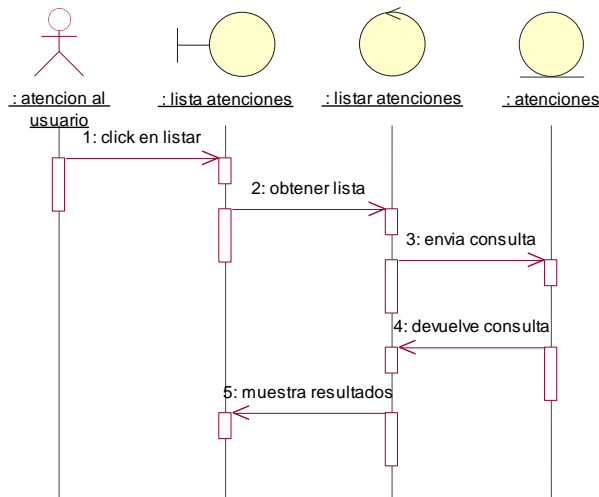 : atencion al
usuario
: lista atenciones
: listar atenciones
: atenciones
1: click en listar
2: obtener lista
3: envia consulta
4: devuelve consulta
5: muestra resultados